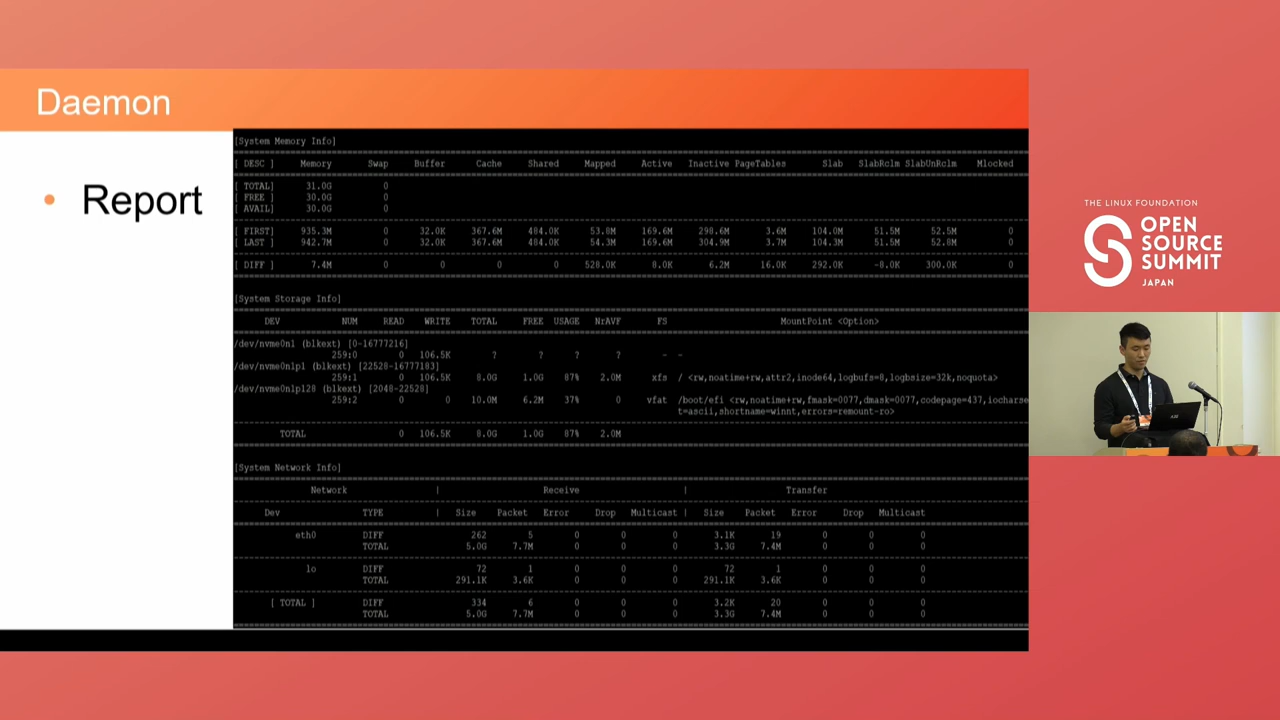 Daemon
• Report
[System Memory Info]
[ DESC ] Memory Swap Buffer Cache Shared Mapped Active Inactive PageTables Slab SlabRclm SlabUnRclm Mlocked
[ TOTAL] 31.0G 0
[ FREE ] 30.0G 0
[ AVAIL] 30.0G 0
[ FIRST] 935.3M 0 32.0K 367.6M 484.0K 53.8M 169.6M 298.6M 3.6M 104.0M 51.5M 52.5M 0
[ LAST ] 942.7M 0 32.0K 367.6M 484.0K 54.3M 169.6M 304.9M 3.7M 104.3M 51.5M 52.8M 0
[ DIFF ] 7.4M 0 0 0 0 528.0K 8.0K 6.2M 16.0K 292.0K -8.0K 300.0K 0
[System Storage Info]
DEV NUM READ WRITE TOTAL FREE USAGE NrAVF FS MountPoint <Option>
/dev/nvme0n1 (blkext) [0-16777216]
259:0 0 106.5K ? ? ? ? - -
/dev/nvme0n1p1 (blkext) [22528-16777183]
259:1 0 106.5K 8.0G 1.0G 87% 2.0M xfs / <rw,noatime+rw,attr2,inode64,logbufs=8,logbsize=32k,noquota>
/dev/nvme0n1p128 (blkext) [2048-22528]
259:2 0 0 10.0M 6.2M 37% 0 vfat /boot/efi <rw,noatime+rw,fmask=0077,dmask=0077,codepage=437,iocharse
t=ascii,shortname=winnt,errors=remount-ro>
TOTAL 0 106.5K 8.0G 1.0G 87% 2.0M
[System Network Info]
Network | Receive | Transfer
Dev TYPE | Size Packet Error Drop Multicast | Size Packet Error Drop Multicast
eth0 DIFF 262 5 0 0 0 3.1K 19 0 0 0
TOTAL 5.0G 7.7M 0 0 0 3.3G 7.4M 0 0 0
lo DIFF 72 1 0 0 0 72 1 0 0 0
TOTAL 291.1K 3.6K 0 0 0 291.1K 3.6K 0 0 0
[ TOTAL ] DIFF 334 6 0 0 0 3.2K 20 0 0 0
TOTAL 5.0G 7.7M 0 0 0 3.3G 7.4M 0 0 0
THE LINUX FOUNDATION
OPEN
SOURCE
SUMMIT
JAPAN